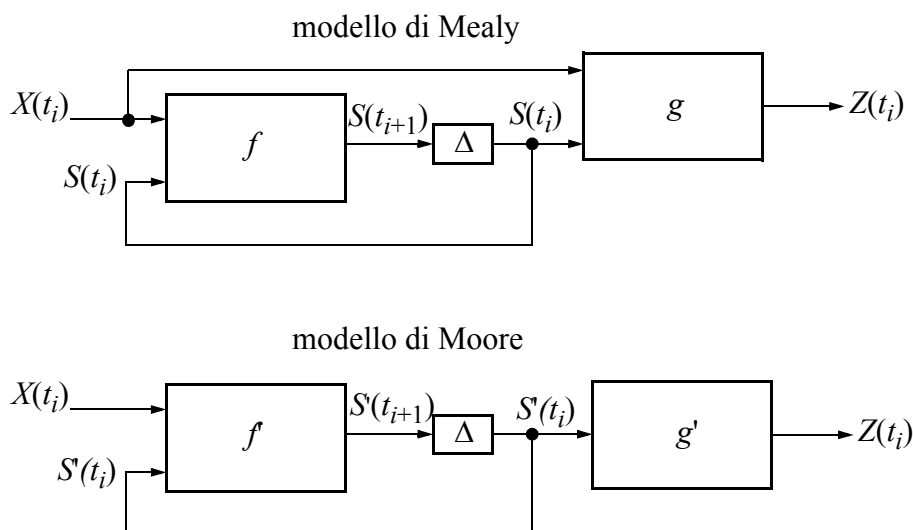 modello di Mealy
X(tᵢ)
f
S(tᵢ₊₁)
Δ
S(tᵢ)
g
Z(tᵢ)
S(tᵢ)
modello di Moore
X(tᵢ)
f'
S'(tᵢ₊₁)
Δ
S'(tᵢ)
g'
Z(tᵢ)
S'(tᵢ)